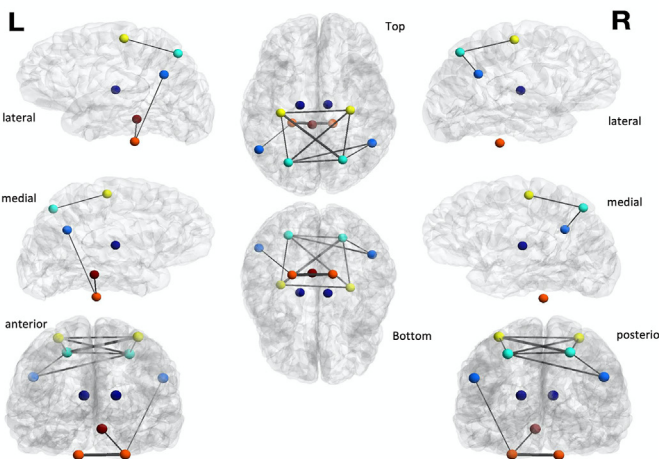 L
Top
R
lateral
lateral
medial
medial
anterior
Bottom
posterio